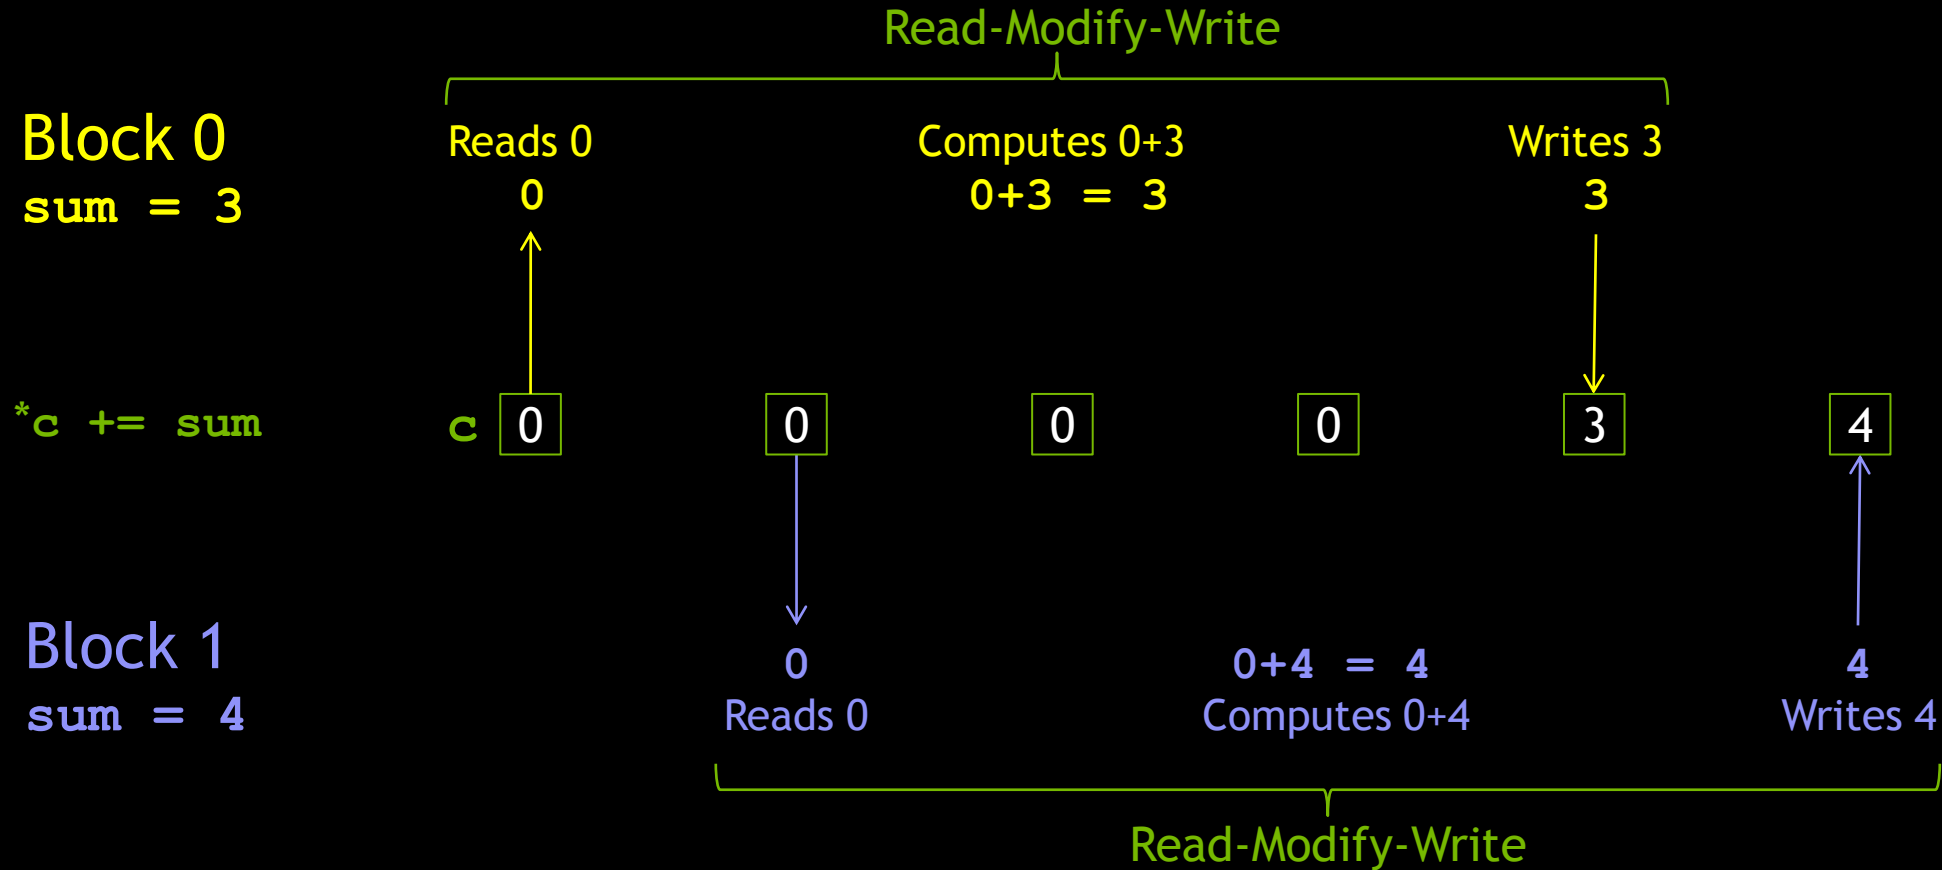 Read-Modify-Write
Block 0
sum = 3
Reads 0
0
Computes 0+3
0+3 = 3
Writes 3
3
*c += sum
c 0 0 0 0 3 4
Block 1
sum = 4
0
Reads 0
0+4 = 4
Computes 0+4
4
Writes 4
Read-Modify-Write